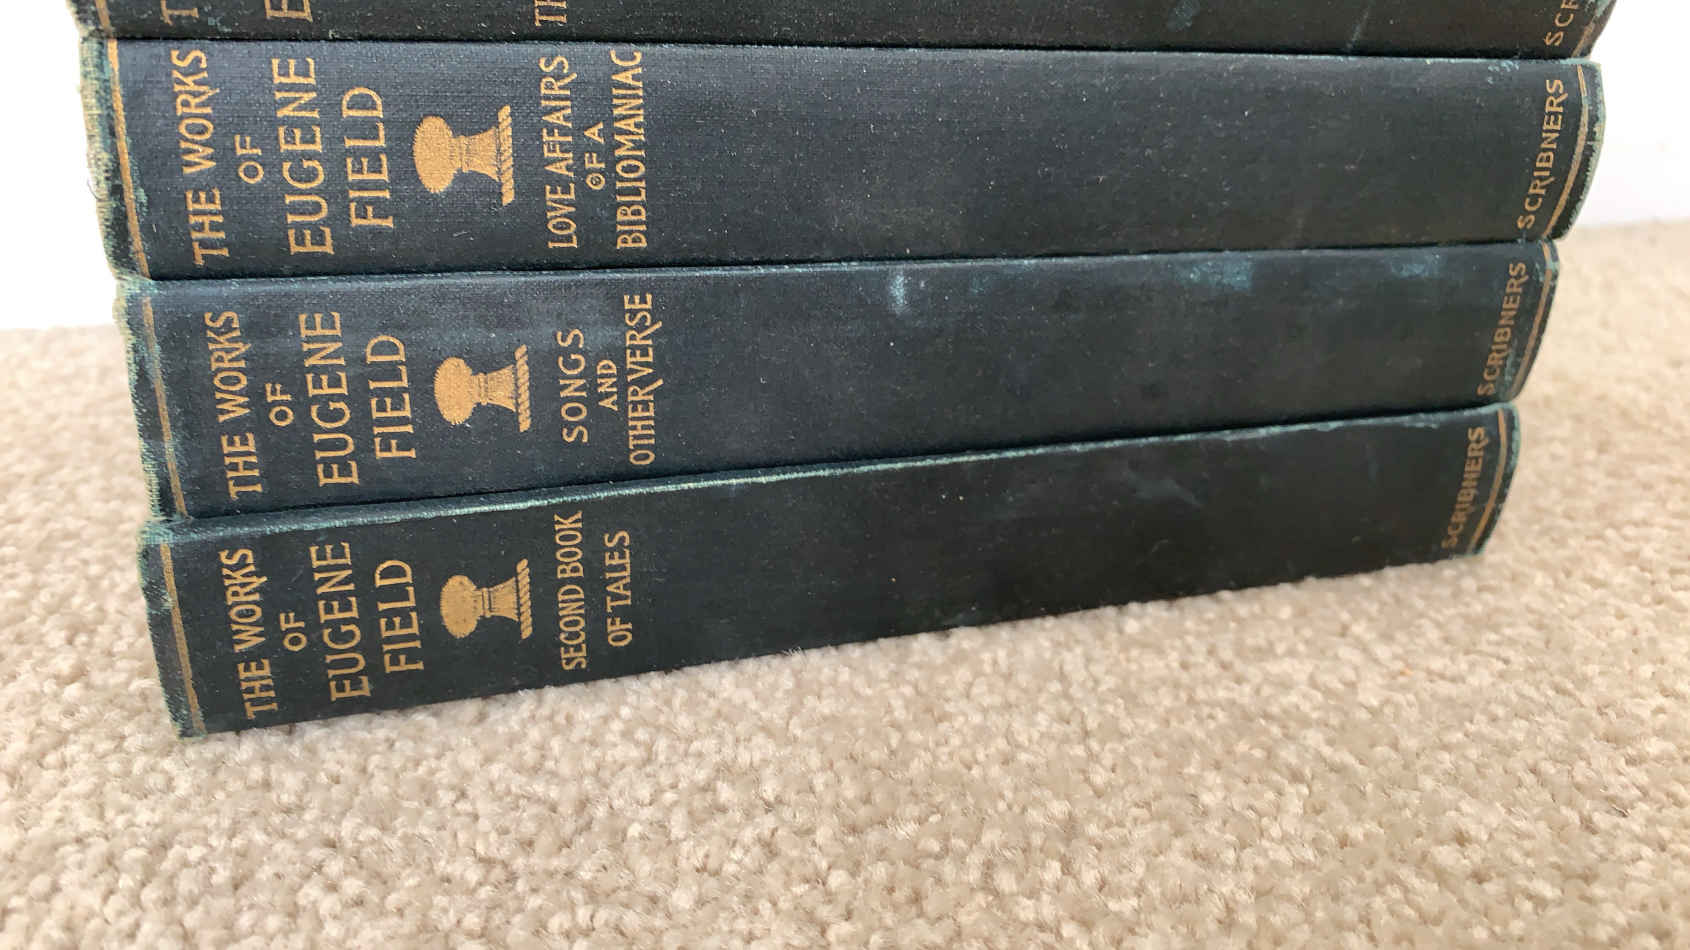 THE WORKS
OF
EUGENE
FIELD
LOVE AFFAIRS
OF A
BIBLIOMANIAC
SCRIBNERS
THE WORKS
OF
EUGENE
FIELD
SONGS
AND
OTHER VERSE
SCRIBNERS
THE WORKS
OF
EUGENE
FIELD
SECOND BOOK
OF TALES
SCRIBNERS